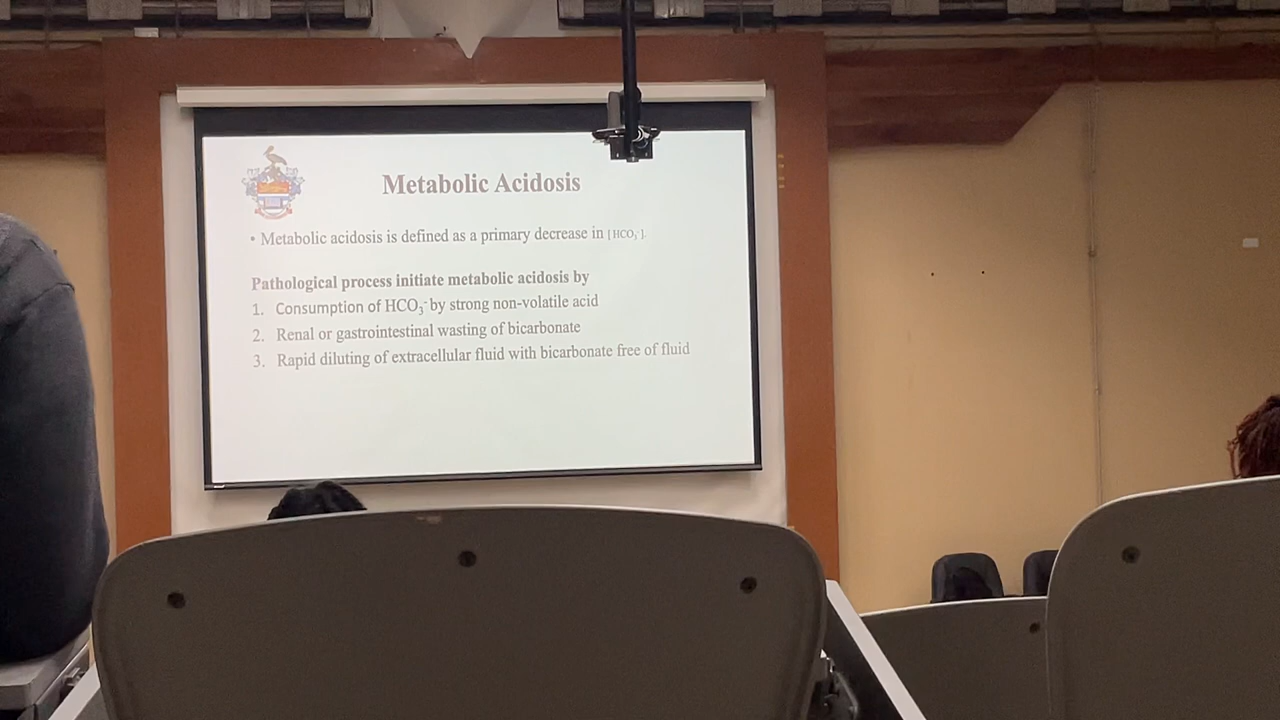 Metabolic Acidosis
• Metabolic acidosis is defined as a primary decrease in [HCO₃⁻].
Pathological process initiate metabolic acidosis by
1. Consumption of HCO₃⁻ by strong non-volatile acid
2. Renal or gastrointestinal wasting of bicarbonate
3. Rapid diluting of extracellular fluid with bicarbonate free of fluid